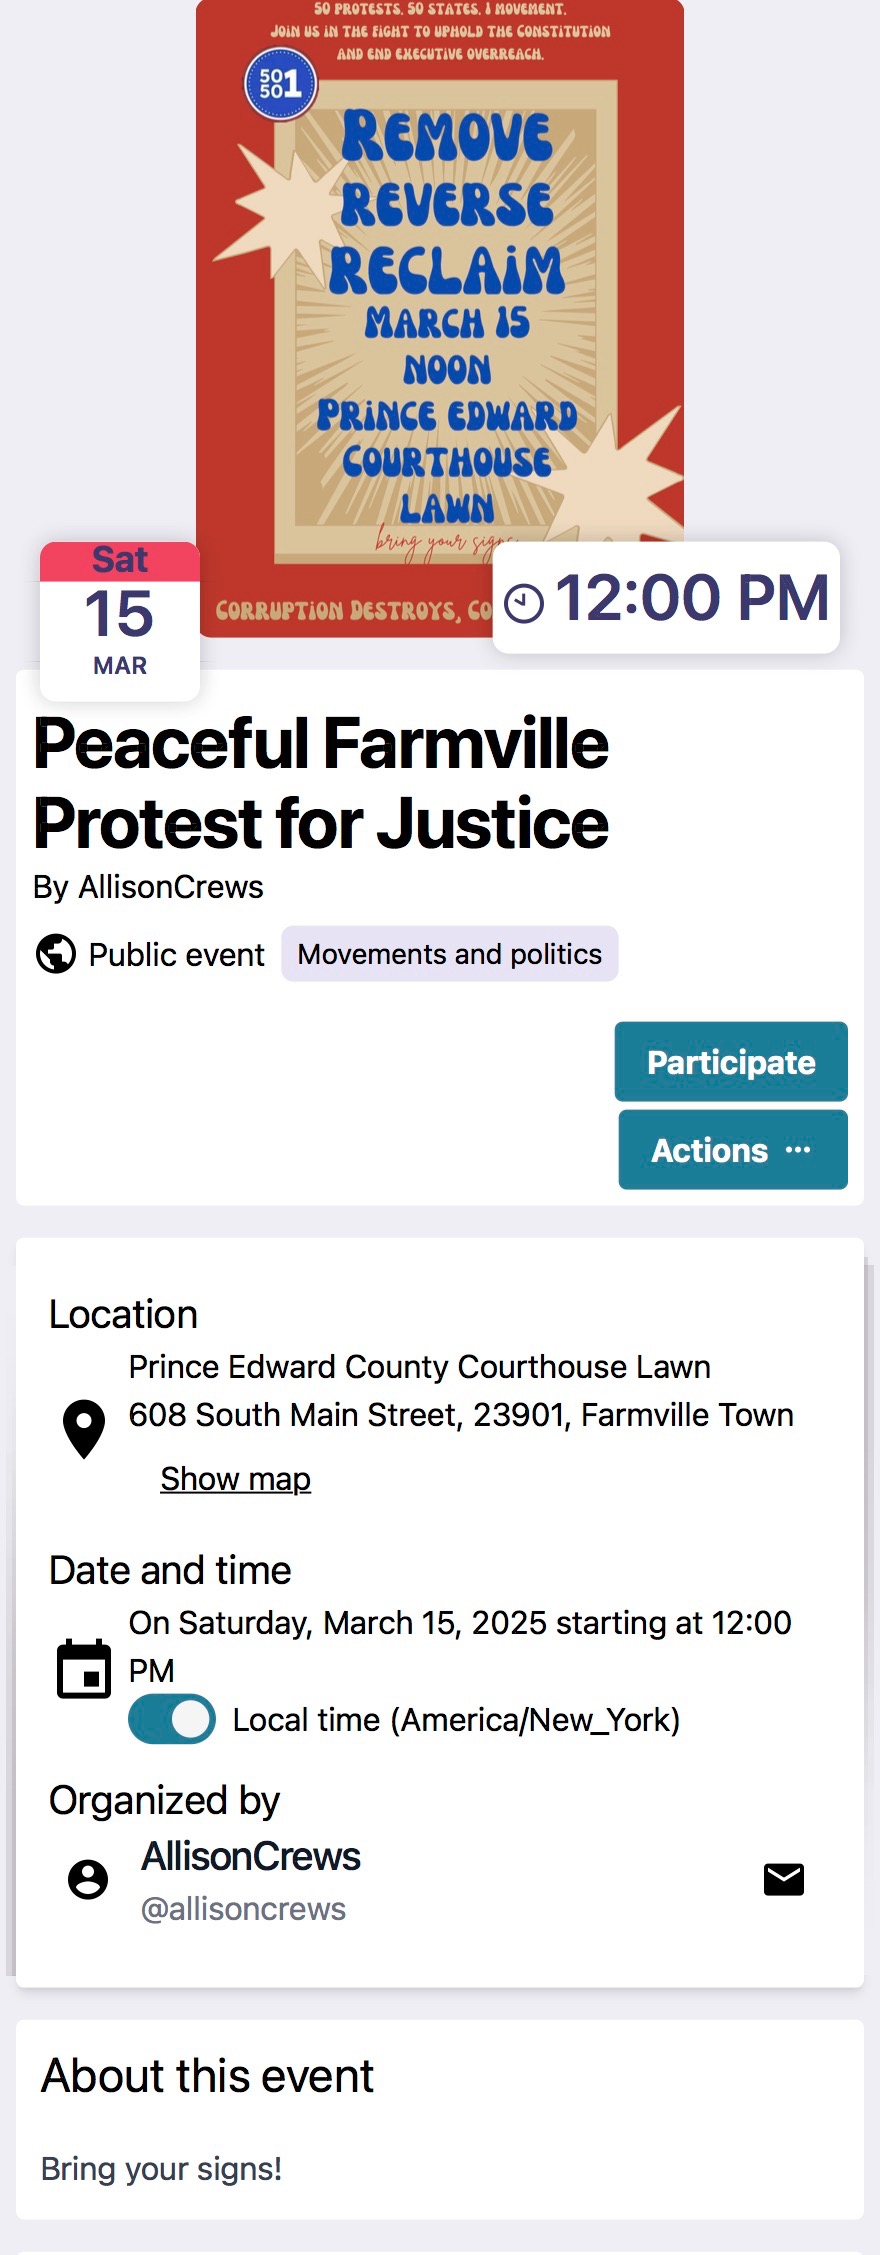 50 PROTESTS. 50 STATES. 1 MOVEMENT.
JOIN US IN THE FIGHT TO UPHOLD THE CONSTITUTION
AND END EXECUTIVE OVERREACH.
50
50 1
REMOVE
REVERSE
RECLAIM
MARCH 15
NOON
PRINCE EDWARD
COURTHOUSE
LAWN
bring your signs
CORRUPTION DESTROYS,
Sat
15
MAR
12:00 PM
Peaceful Farmville
Protest for Justice
By AllisonCrews
Public event
Movements and politics
Participate
Actions ···
Location
Prince Edward County Courthouse Lawn
608 South Main Street, 23901, Farmville Town
Show map
Date and time
On Saturday, March 15, 2025 starting at 12:00
PM
Local time (America/New_York)
Organized by
AllisonCrews
@allisoncrews
About this event
Bring your signs!